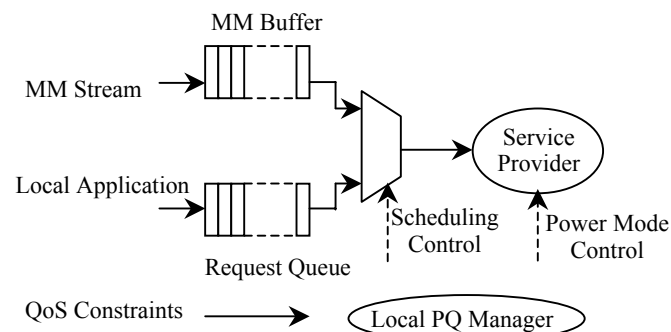 MM Buffer
MM Stream
Service
Provider
Local Application
Scheduling
Control
Power Mode
Control
Request Queue
QoS Constraints
Local PQ Manager